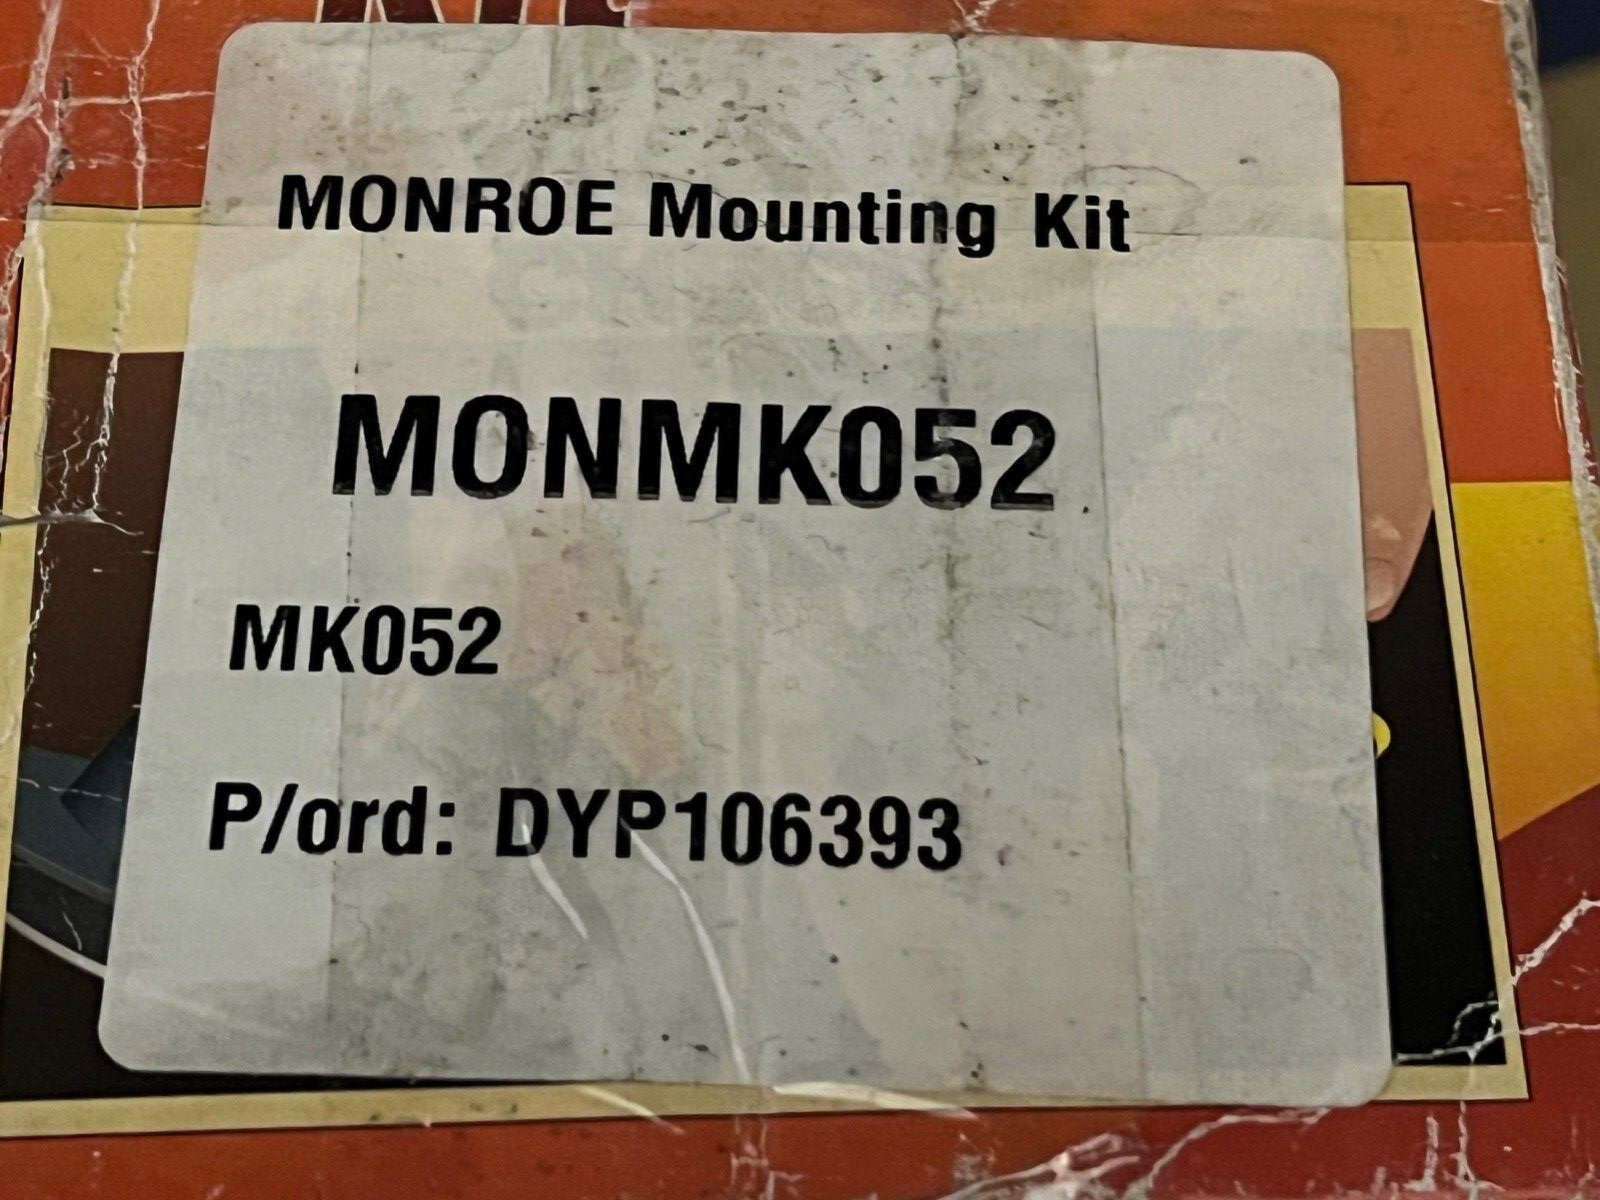 MONROE Mounting Kit
MONMK052
MK052
P/ord: DYP106393